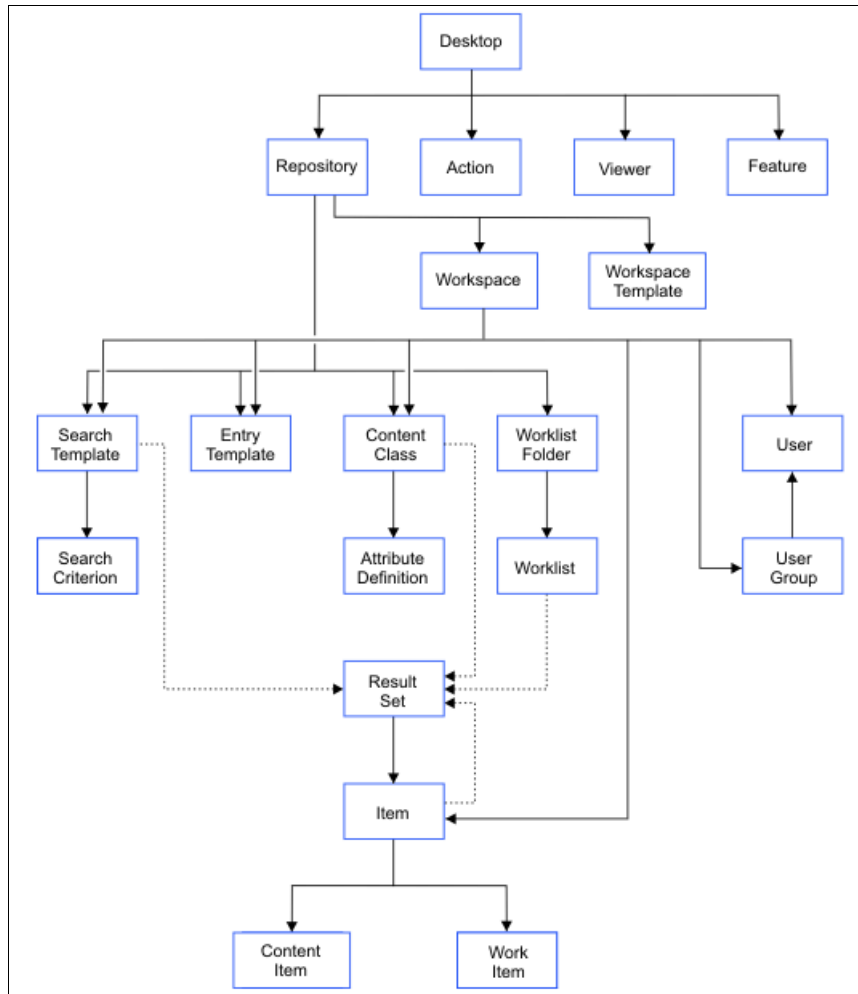 Desktop
Repository
Action
Viewer
Feature
Workspace
Workspace
Template
Search
Template
Entry
Template
Content
Class
Worklist
Folder
User
Search
Criterion
Attribute
Definition
Worklist
User
Group
Result
Set
Item
Content
Item
Work
Item